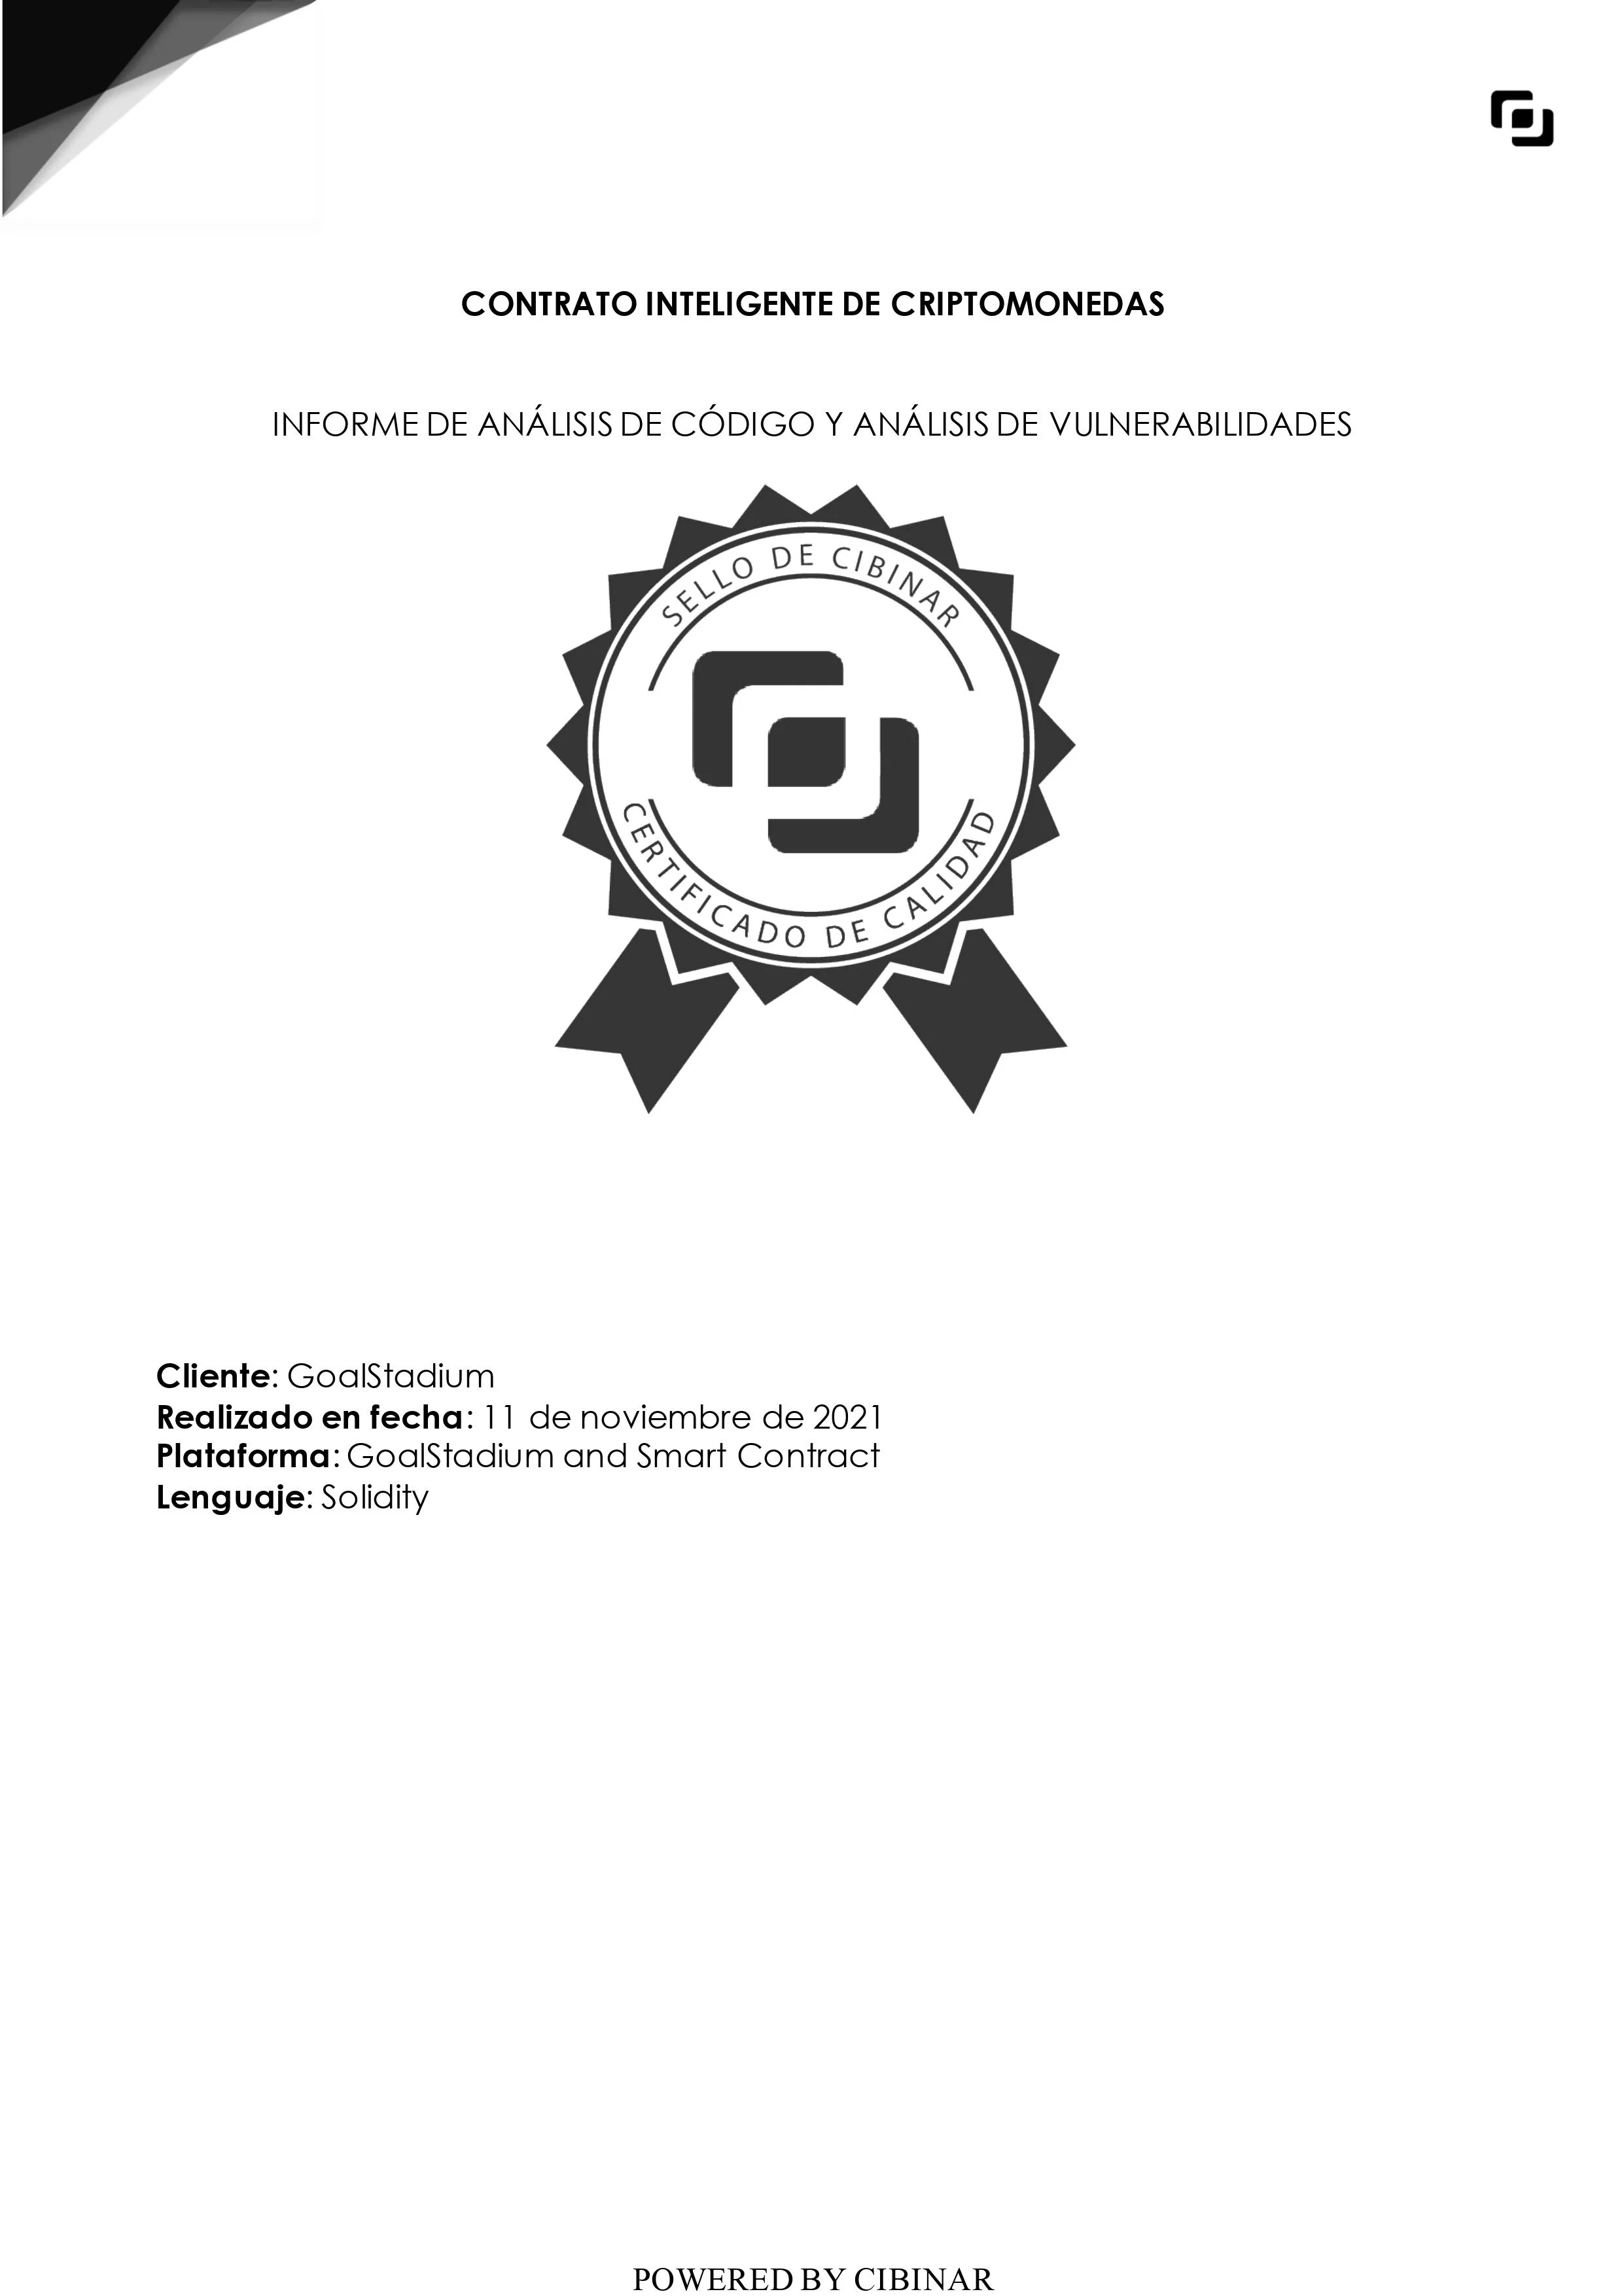 CONTRATO INTELIGENTE DE CRIPTOMONEDAS
INFORME DE ANÁLISIS DE CÓDIGO Y ANÁLISIS DE VULNERABILIDADES
SELLO DE CIBINAR
CERTIFICADO DE CALIDAD
Cliente: GoalStadium
Realizado en fecha: 11 de noviembre de 2021
Plataforma: GoalStadium and Smart Contract
Lenguaje: Solidity
POWERED BY CIBINAR